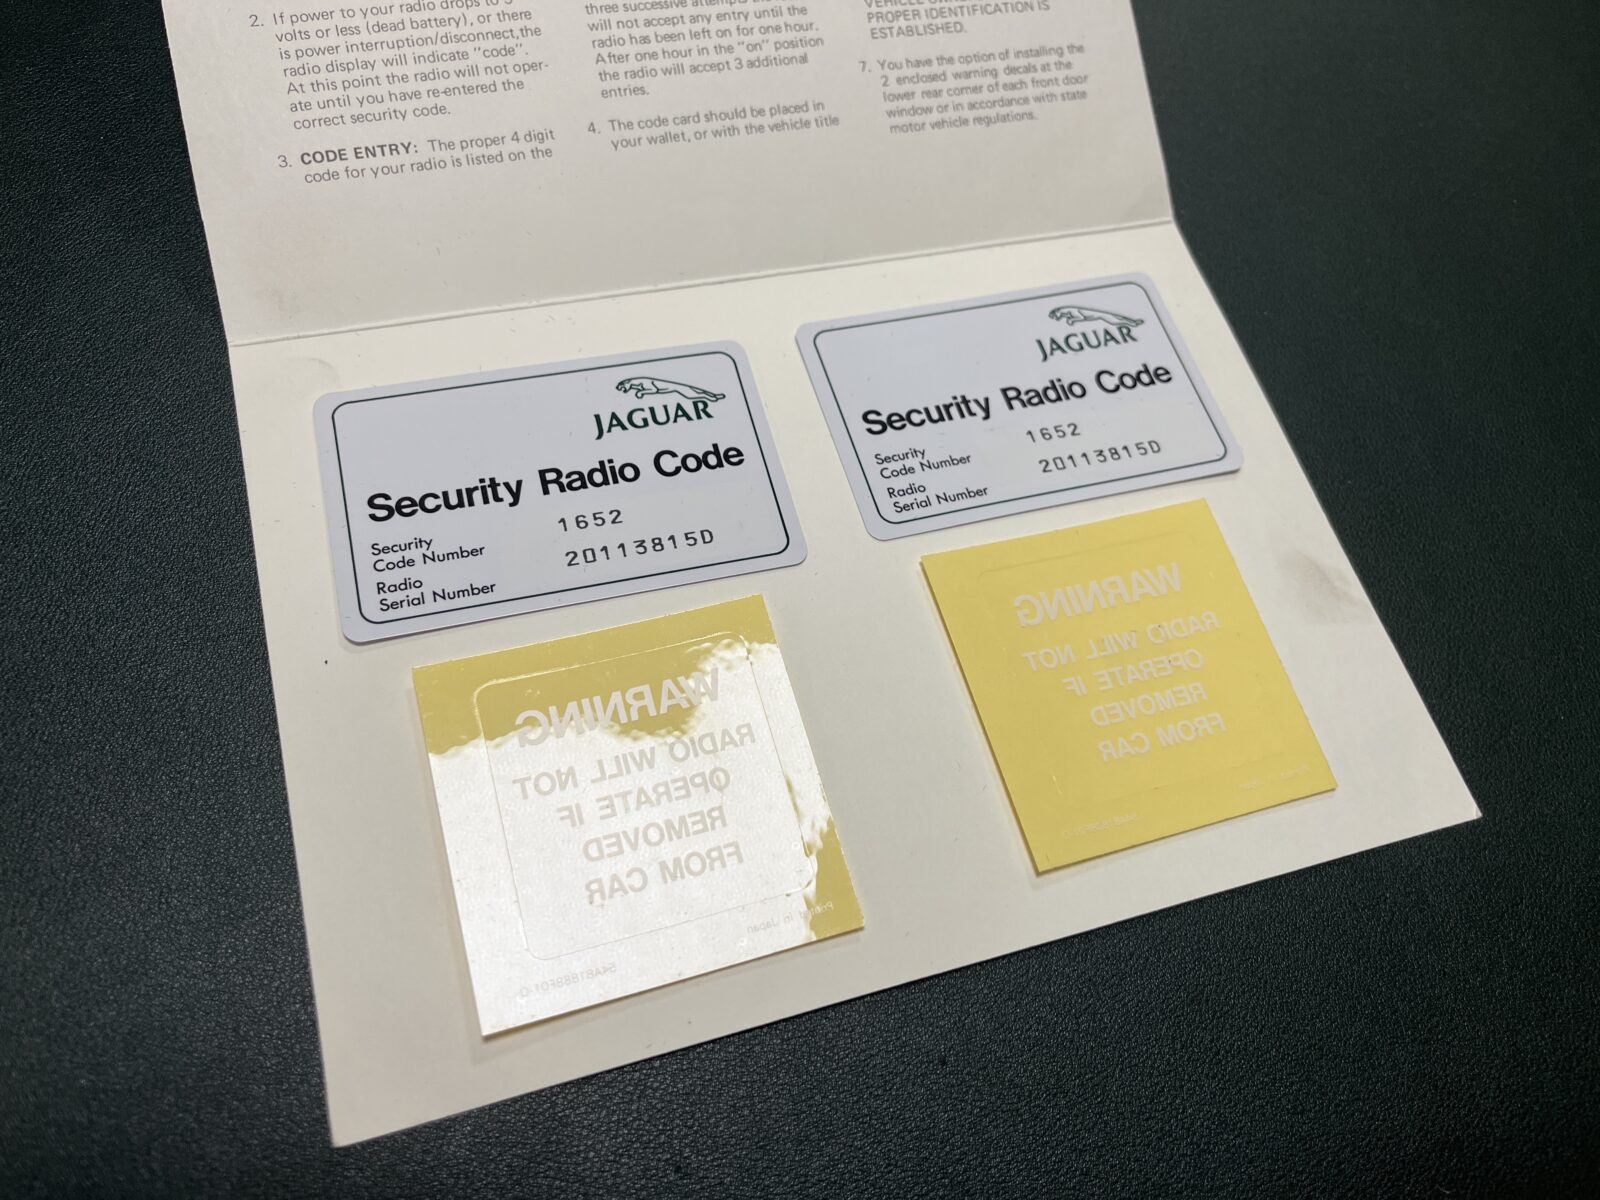 2. If power to your radio drops to 5
volts or less (dead battery), or there
is power interruption/disconnect, the
radio display will indicate "code".
At this point the radio will not oper-
ate until you have re-entered the
correct security code.
3. CODE ENTRY: The proper 4 digit
code for your radio is listed on the
three successive attempts the
will not accept any entry until the
radio has been left on for one hour.
After one hour in the "on" position
the radio will accept 3 additional
entries.
4. The code card should be placed in
your wallet, or with the vehicle title
PROPER IDENTIFICATION IS
ESTABLISHED.
7. You have the option of installing the
2 enclosed warning decals at the
lower rear corner of each front door
window or in accordance with state
motor vehicle regulations.
JAGUAR
Security Radio Code
Security
Code Number 1652
Radio
Serial Number 20113815D
JAGUAR
Security Radio Code
Security
Code Number 1652
Radio
Serial Number 20113815D
WARNING
RADIO WILL NOT
OPERATE IF
REMOVED
FROM CAR
Printed in Japan
WARNING
RADIO WILL NOT
OPERATE IF
REMOVED
FROM CAR